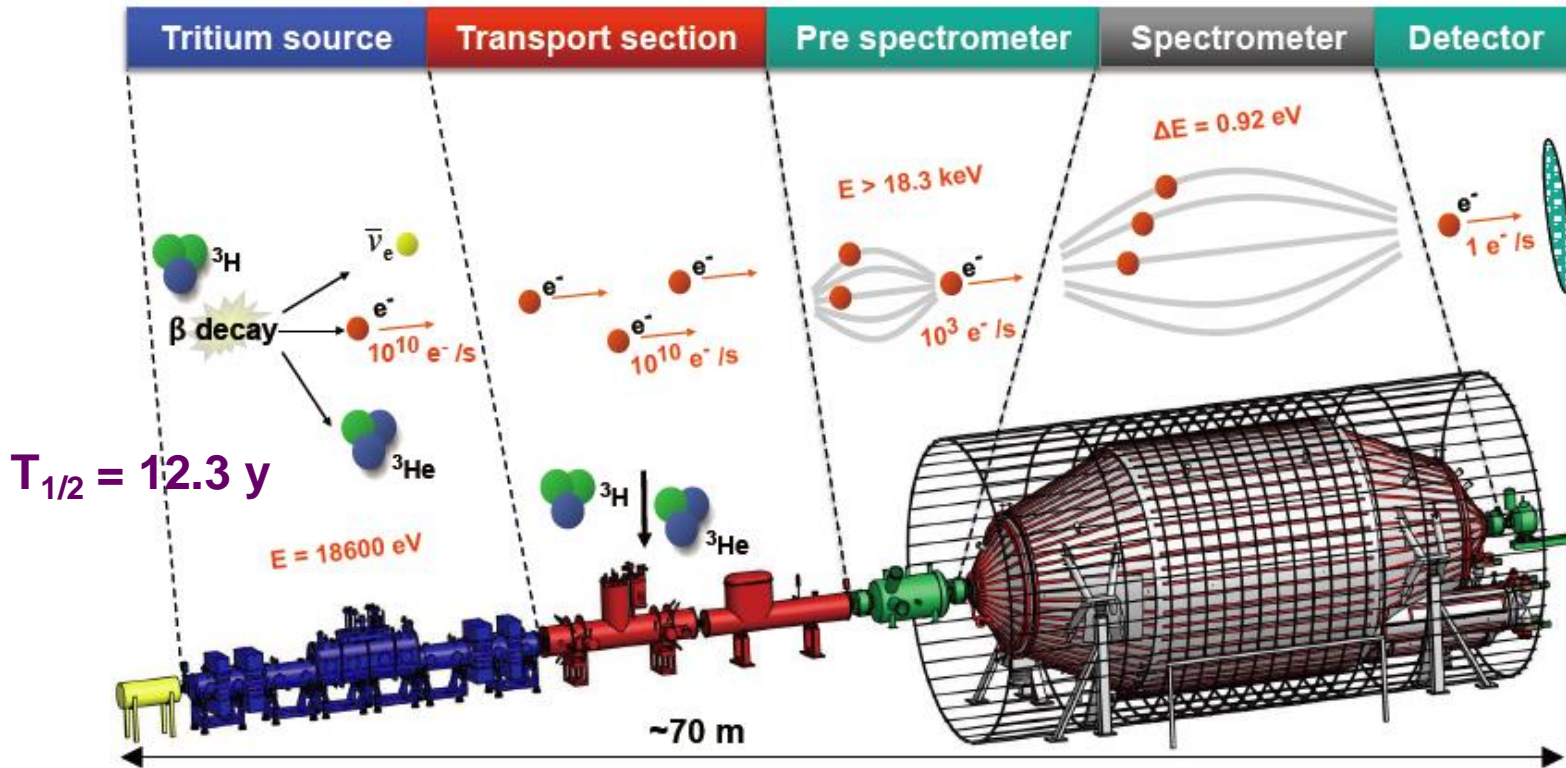 Tritium source
Transport section
Pre spectrometer
Spectrometer
Detector
ΔE = 0.92 eV
E > 18.3 keV
³H
ν̅ₑ
β decay
e⁻
10¹⁰ e⁻ /s
³He
e⁻
e⁻
e⁻
10¹⁰ e⁻ /s
e⁻
10³ e⁻ /s
e⁻
1 e⁻ /s
T₁/₂ = 12.3 y
³H
³He
E = 18600 eV
~70 m